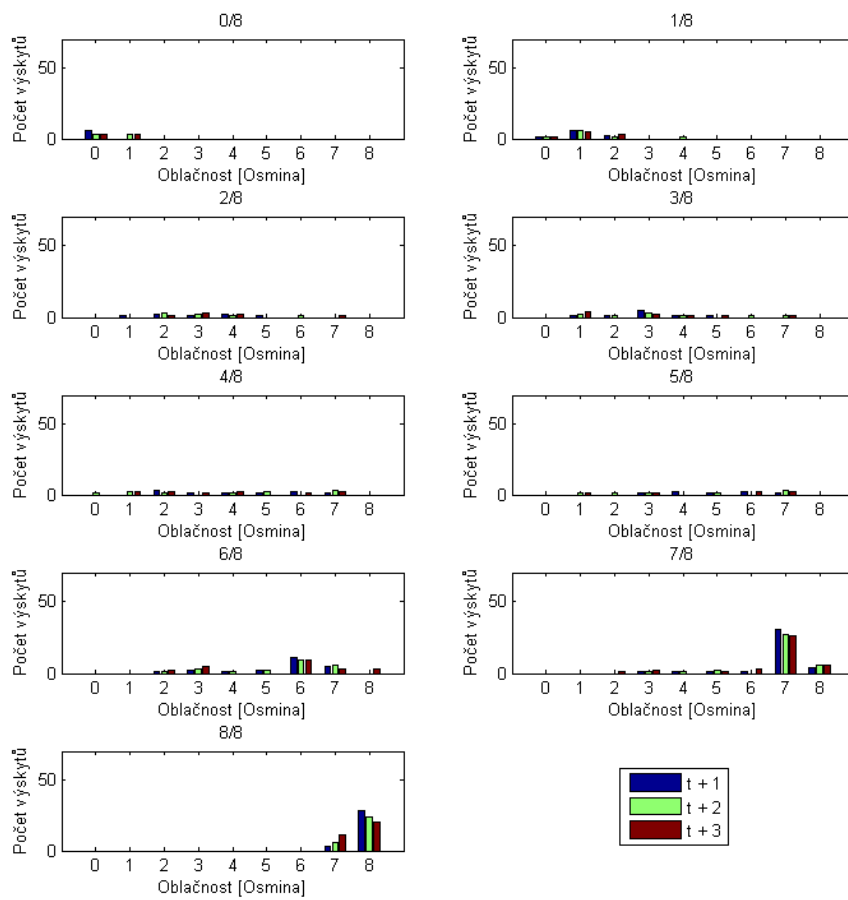 0/8
Počet výskytů
50
0
0 1 2 3 4 5 6 7 8
Oblačnost [Osmina]
1/8
Počet výskytů
50
0
0 1 2 3 4 5 6 7 8
Oblačnost [Osmina]
2/8
Počet výskytů
50
0
0 1 2 3 4 5 6 7 8
Oblačnost [Osmina]
3/8
Počet výskytů
50
0
0 1 2 3 4 5 6 7 8
Oblačnost [Osmina]
4/8
Počet výskytů
50
0
0 1 2 3 4 5 6 7 8
Oblačnost [Osmina]
5/8
Počet výskytů
50
0
0 1 2 3 4 5 6 7 8
Oblačnost [Osmina]
6/8
Počet výskytů
50
0
0 1 2 3 4 5 6 7 8
Oblačnost [Osmina]
7/8
Počet výskytů
50
0
0 1 2 3 4 5 6 7 8
Oblačnost [Osmina]
8/8
Počet výskytů
50
0
0 1 2 3 4 5 6 7 8
Oblačnost [Osmina]
t + 1
t + 2
t + 3